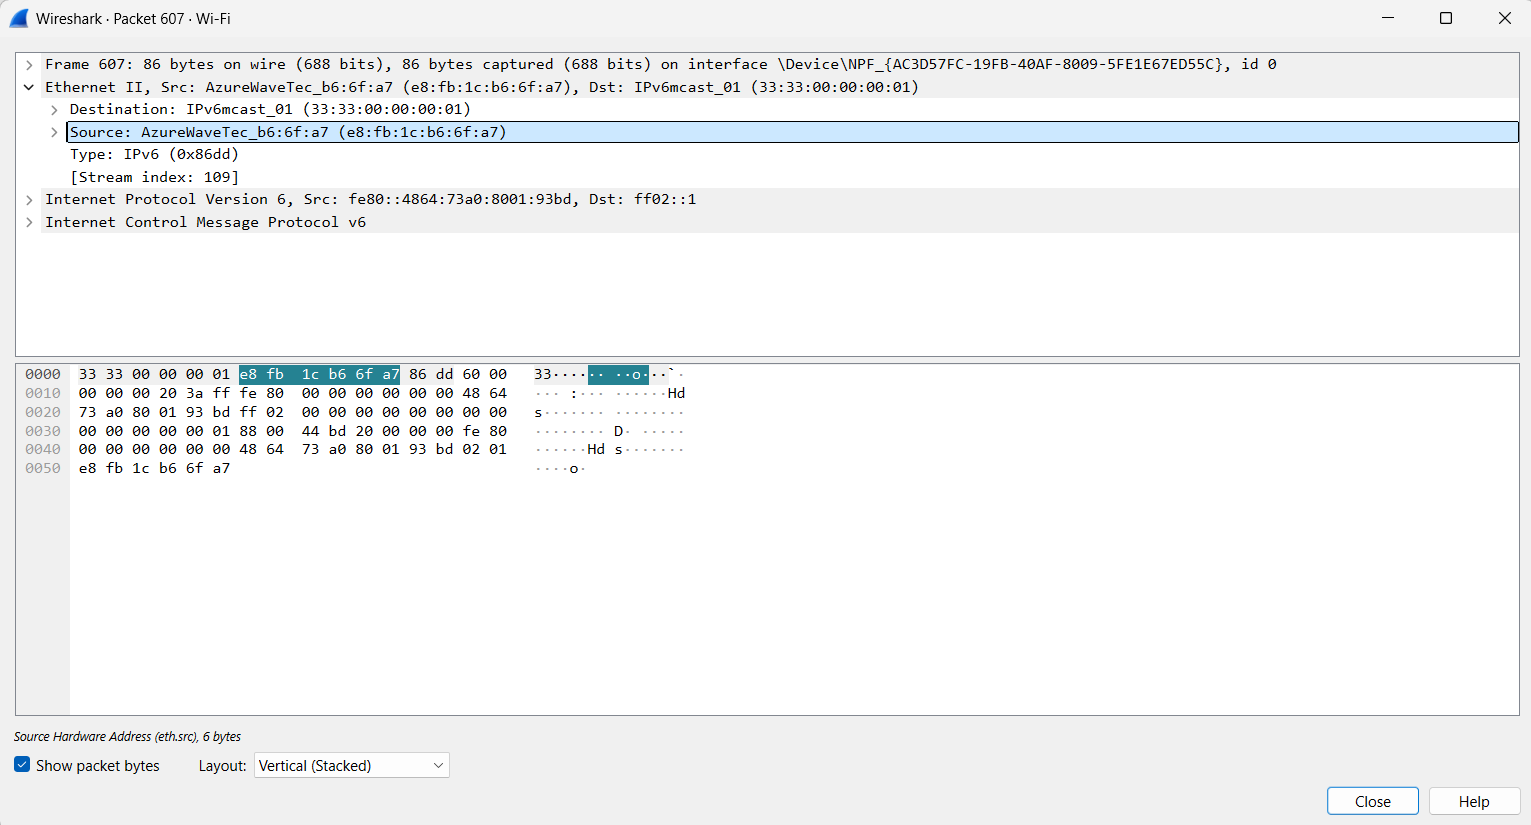 Wireshark · Packet 607 · Wi-Fi
Frame 607: 86 bytes on wire (688 bits), 86 bytes captured (688 bits) on interface \Device\NPF_{AC3D57FC-19FB-40AF-8009-5FE1E67ED55C}, id 0
Ethernet II, Src: AzureWaveTec_b6:6f:a7 (e8:fb:1c:b6:6f:a7), Dst: IPv6mcast_01 (33:33:00:00:00:01)
Destination: IPv6mcast_01 (33:33:00:00:00:01)
Source: AzureWaveTec_b6:6f:a7 (e8:fb:1c:b6:6f:a7)
Type: IPv6 (0x86dd)
[Stream index: 109]
Internet Protocol Version 6, Src: fe80::4864:73a0:8001:93bd, Dst: ff02::1
Internet Control Message Protocol v6
0000 33 33 00 00 00 01 e8 fb 1c b6 6f a7 86 dd 60 00 33···· ·· ··o···`·
0010 00 00 00 20 3a ff fe 80 00 00 00 00 00 00 48 64 ··· :··· ······Hd
0020 73 a0 80 01 93 bd ff 02 00 00 00 00 00 00 00 00 s······· ········
0030 00 00 00 00 00 01 88 00 44 bd 20 00 00 00 fe 80 ········ D· ·····
0040 00 00 00 00 00 00 48 64 73 a0 80 01 93 bd 02 01 ······Hd s·······
0050 e8 fb 1c b6 6f a7 ····o·
Source Hardware Address (eth.src), 6 bytes
Show packet bytes Layout: Vertical (Stacked)
Close Help